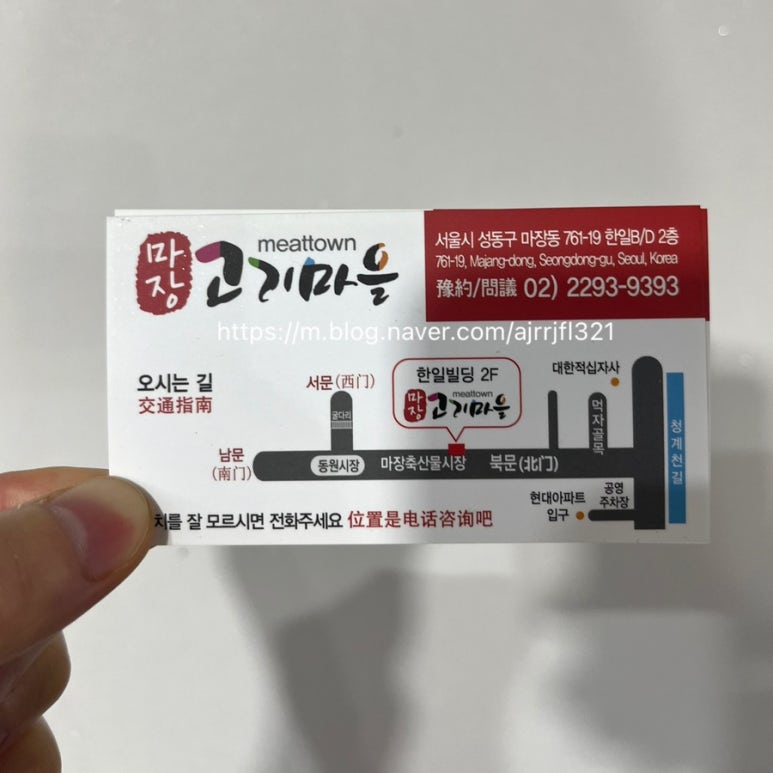 마장
meattown
고기마을
서울시 성동구 마장동 761-19 한일B/D 2층
761-19, Majang-dong, Seongdong-gu, Seoul, Korea
豫約/問議 02) 2293-9393
https://m.blog.naver.com/ajrrjfl321
오시는 길
交通指南
서문(西门)
굴다리
한일빌딩 2F
마장
meattown
고기마을
대한적십자사
먹자골목
청계천길
남문
(南门)
동원시장
마장축산물시장
북문(北门)
현대아파트
입구
공영
주차장
치를 잘 모르시면 전화주세요 位置是电话咨询吧